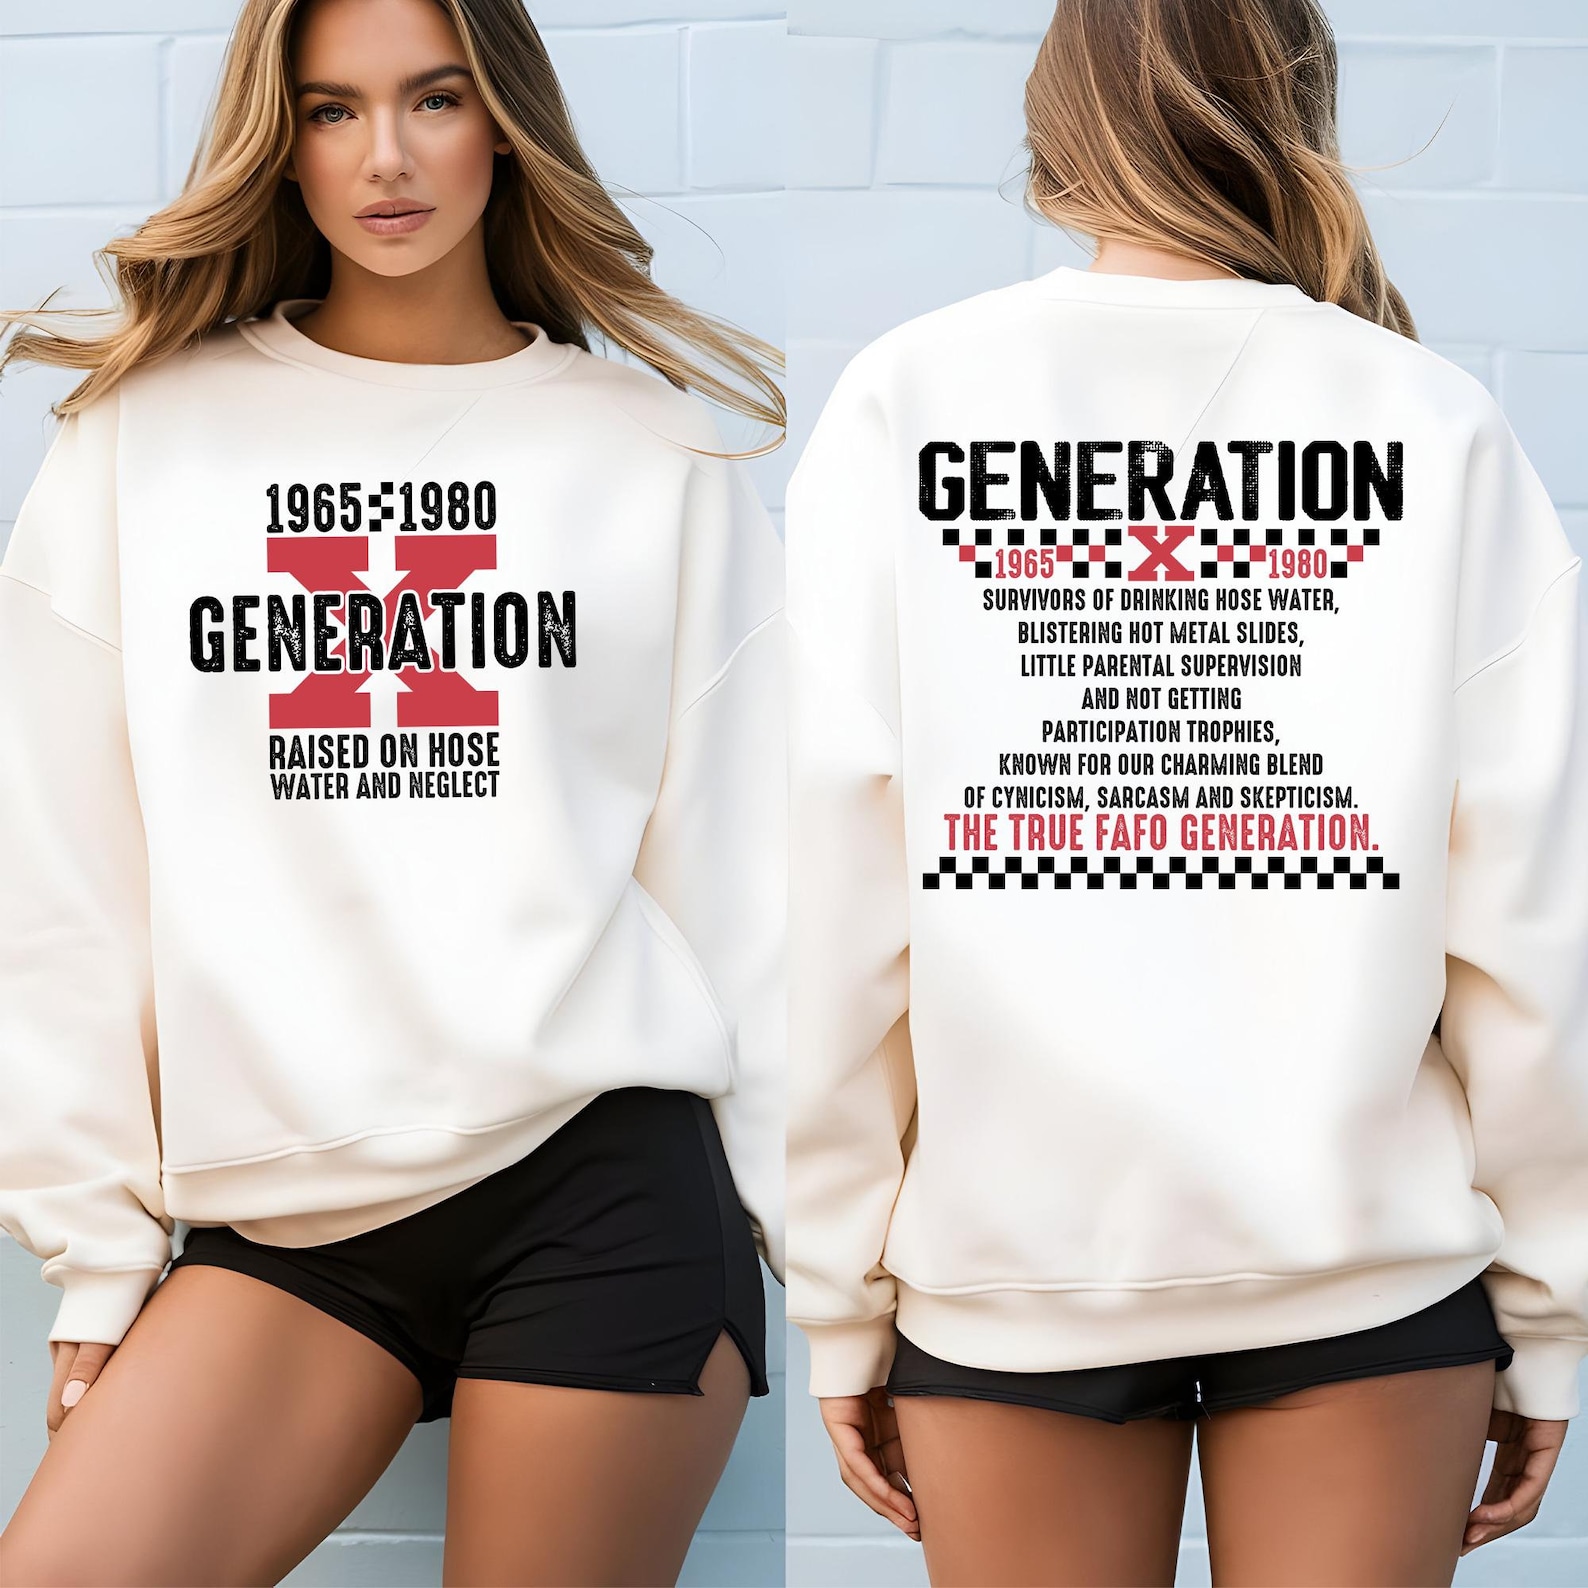 1965 1980
X
GENERATION
RAISED ON HOSE
WATER AND NEGLECT
GENERATION
1965 X 1980
SURVIVORS OF DRINKING HOSE WATER,
BLISTERING HOT METAL SLIDES,
LITTLE PARENTAL SUPERVISION
AND NOT GETTING
PARTICIPATION TROPHIES,
KNOWN FOR OUR CHARMING BLEND
OF CYNICISM, SARCASM AND SKEPTICISM.
THE TRUE FAFO GENERATION.